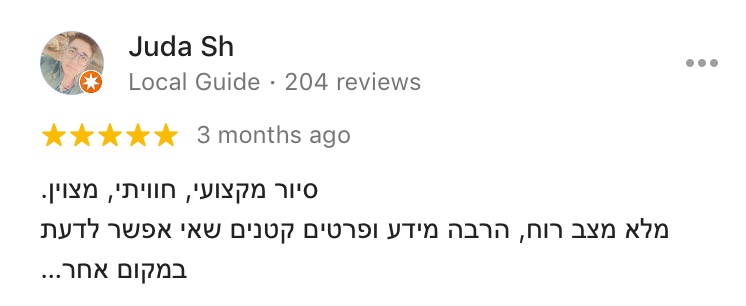 Juda Sh
Local Guide · 204 reviews
3 months ago
סיור מקצועי, חוויתי, מצוין.
מלא מצב רוח, הרבה מידע ופרטים קטנים שאי אפשר לדעת
במקום אחר...